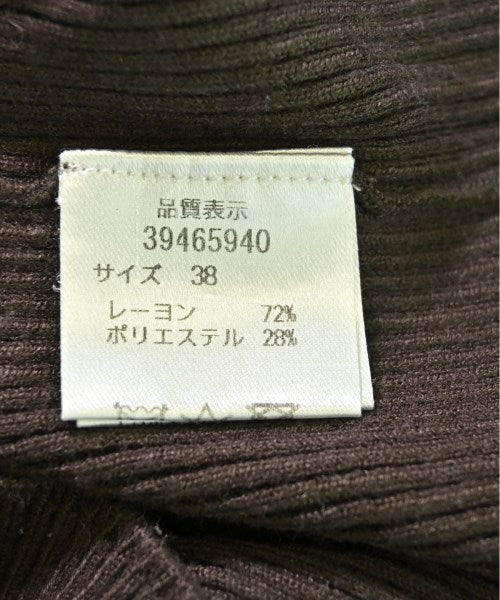 品質表示
39465940
サイズ 38
レーヨン 72%
ポリエステル 28%